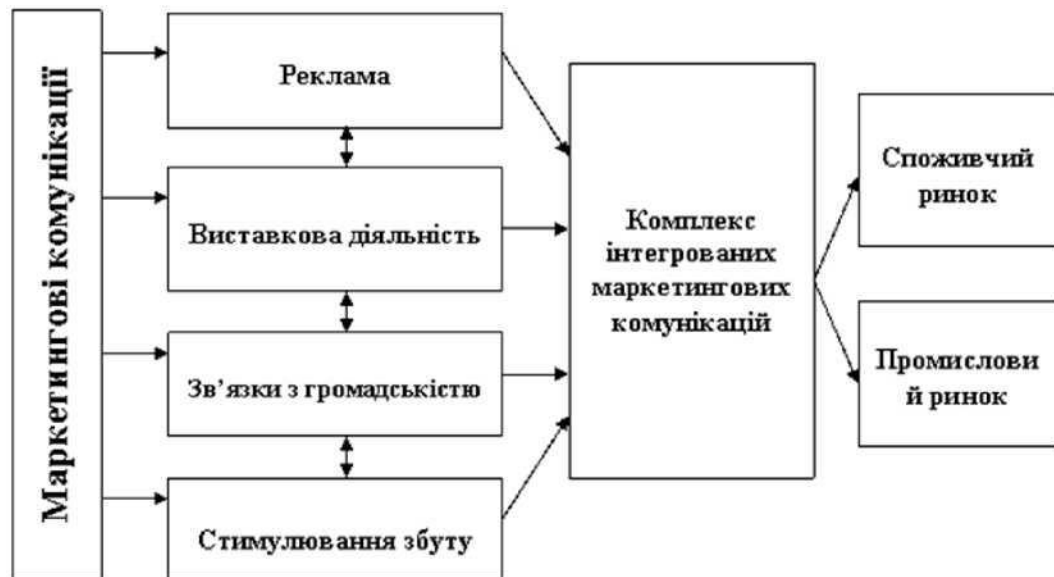 Маркетингові комунікації
Реклама
Виставкова діяльність
Зв’язки з громадськістю
Стимулювання збуту
Комплекс
інтегрованих
маркетингових
комунікацій
Споживчий
ринок
Промислови
й ринок